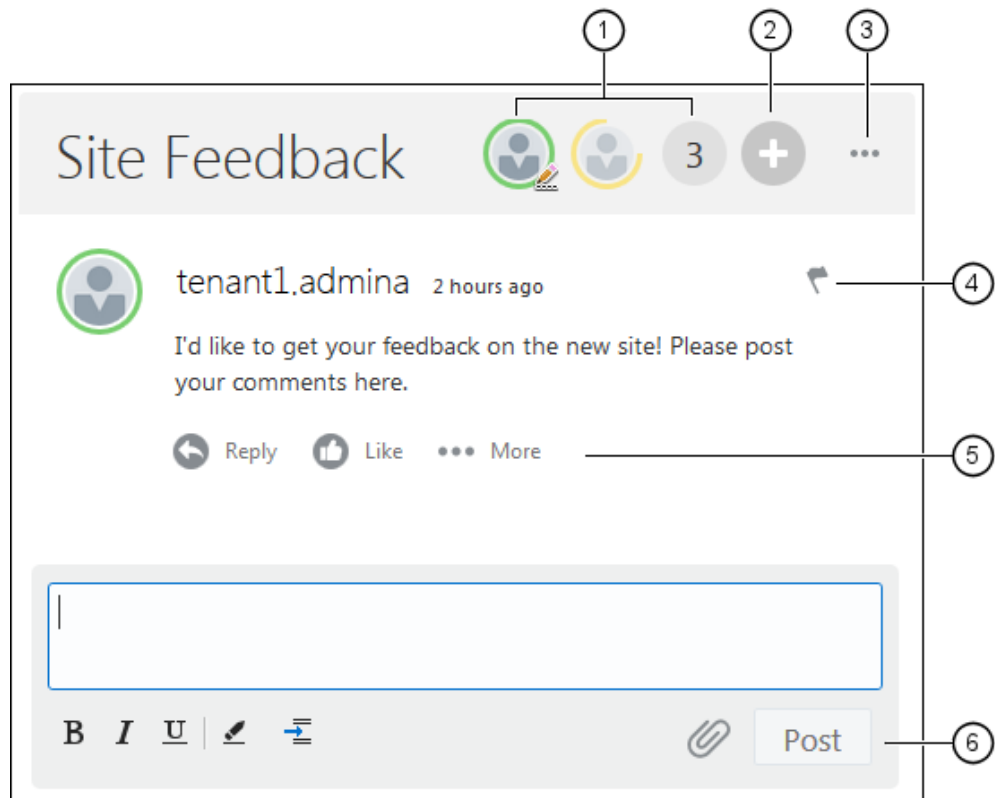 1 2 3
Site Feedback 3 •••
tenant1.admina 2 hours ago
4
I'd like to get your feedback on the new site! Please post
your comments here.
Reply Like ••• More
5
B I U Post
6